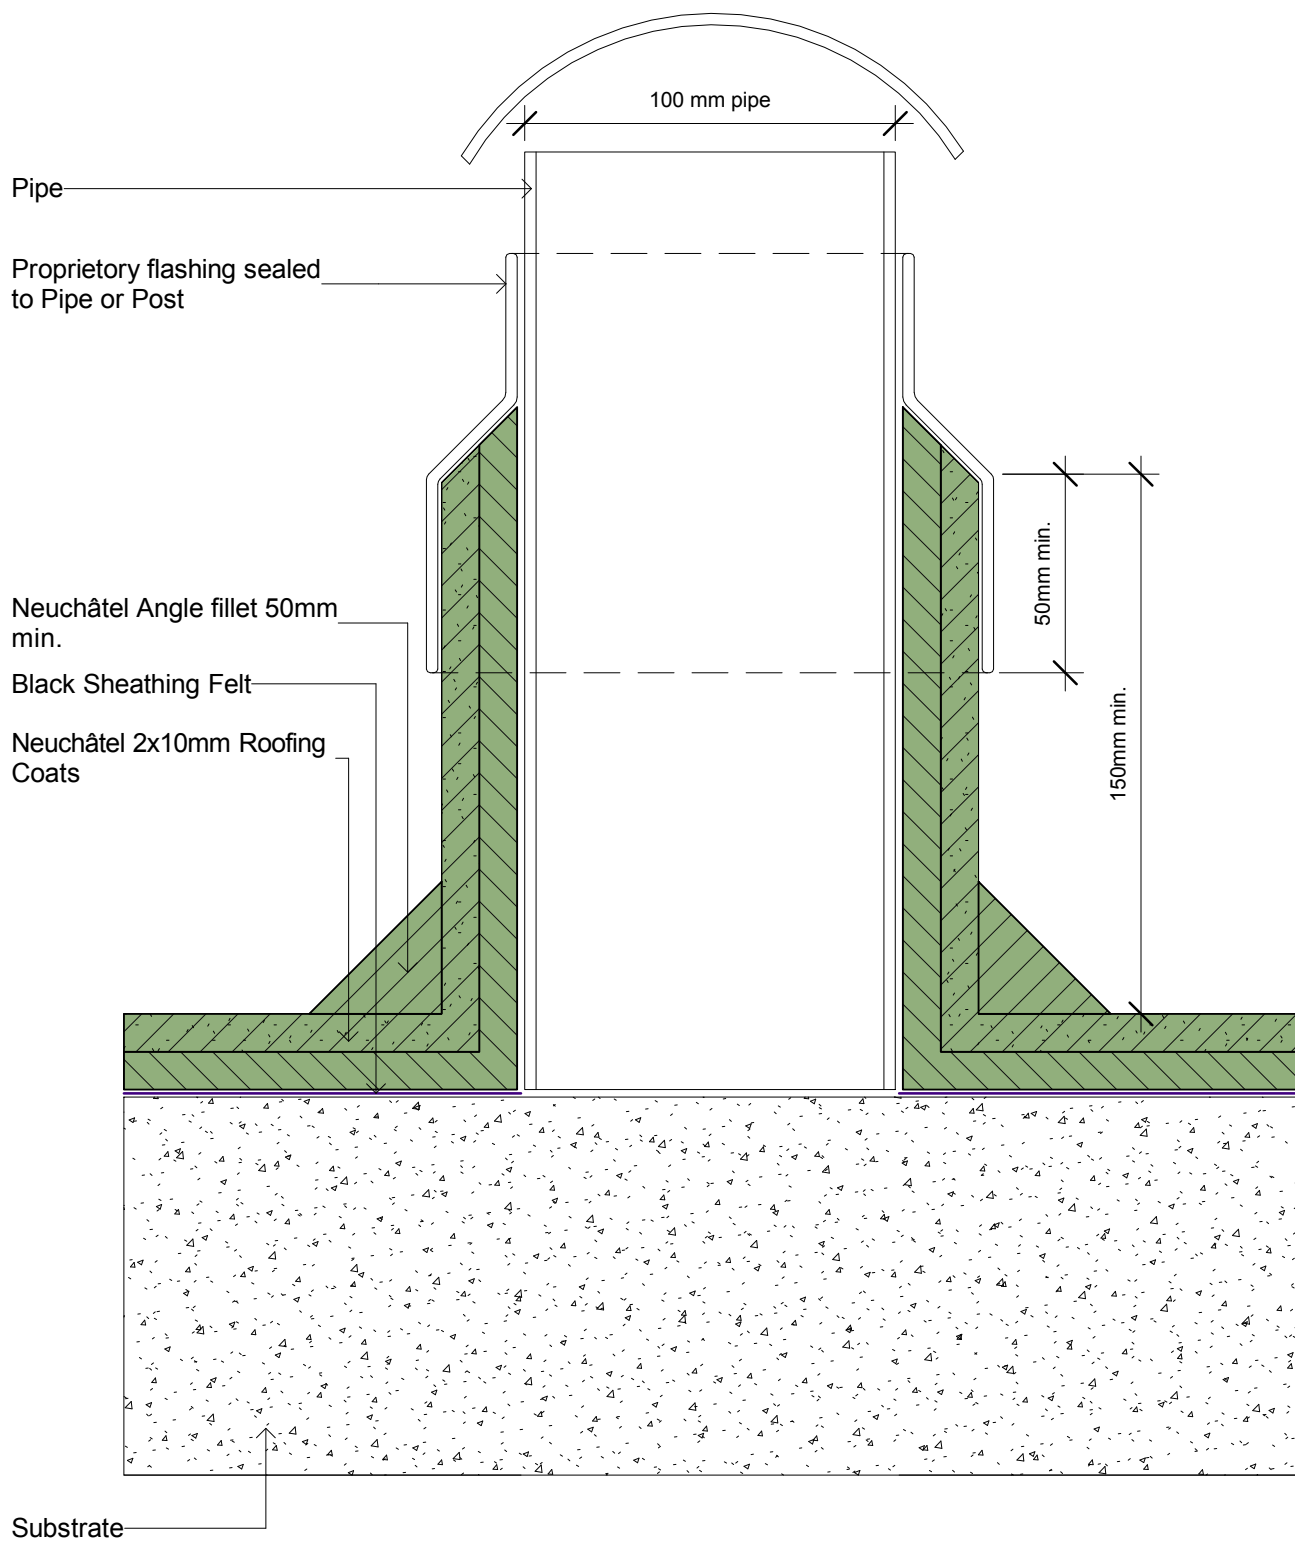 100 mm pipe
Pipe
Proprietory flashing sealed
to Pipe or Post
50mm min.
150mm min.
Neuchâtel Angle fillet 50mm
min.
Black Sheathing Felt
Neuchâtel 2x10mm Roofing
Coats
Substrate